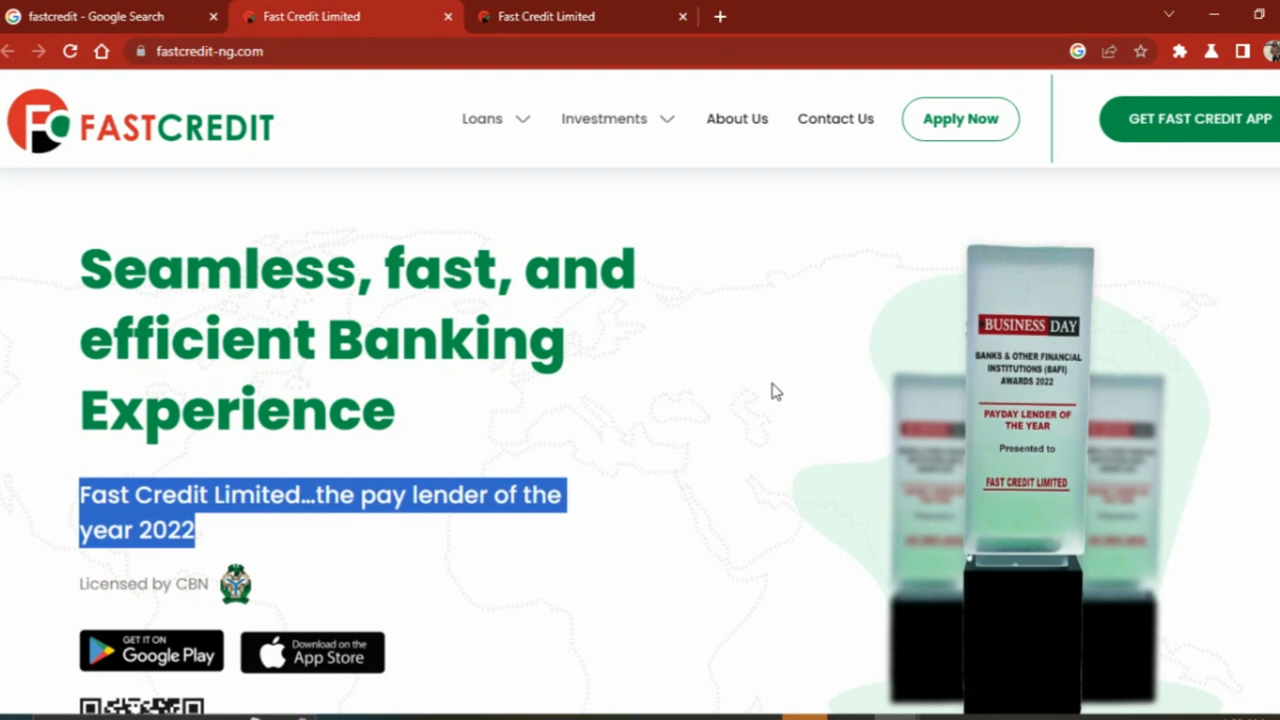 fastcredit - Google Search
Fast Credit Limited
Fast Credit Limited
fastcredit-ng.com
FASTCREDIT
Loans
Investments
About Us
Contact Us
Apply Now
GET FAST CREDIT APP
Seamless, fast, and
efficient Banking
Experience
Fast Credit Limited...the pay lender of the
year 2022
Licensed by CBN
GET IT ON
Google Play
Download on the
App Store
BUSINESS DAY
BANKS & OTHER FINANCIAL
INSTITUTIONS (BAFI)
AWARDS 2022
PAYDAY LENDER OF
THE YEAR
Presented to
FAST CREDIT LIMITED